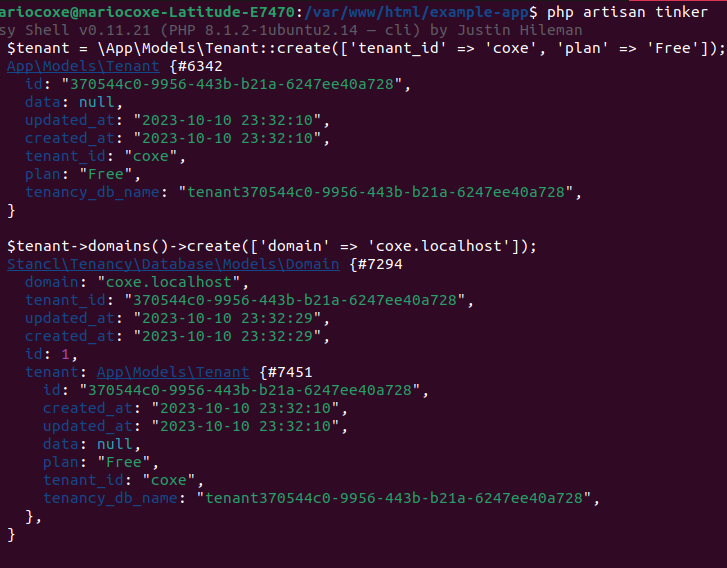 ariocoxe@mariocoxe-Latitude-E7470:/var/www/html/example-app$ php artisan tinker
sy Shell v0.11.21 (PHP 8.1.2-1ubuntu2.14 — cli) by Justin Hileman
$tenant = \App\Models\Tenant::create(['tenant_id' => 'coxe', 'plan' => 'Free']);
App\Models\Tenant {#6342
  id: "370544c0-9956-443b-b21a-6247ee40a728",
  data: null,
  updated_at: "2023-10-10 23:32:10",
  created_at: "2023-10-10 23:32:10",
  tenant_id: "coxe",
  plan: "Free",
  tenancy_db_name: "tenant370544c0-9956-443b-b21a-6247ee40a728",
}
$tenant->domains()->create(['domain' => 'coxe.localhost']);
Stancl\Tenancy\Database\Models\Domain {#7294
  domain: "coxe.localhost",
  tenant_id: "370544c0-9956-443b-b21a-6247ee40a728",
  updated_at: "2023-10-10 23:32:29",
  created_at: "2023-10-10 23:32:29",
  id: 1,
  tenant: App\Models\Tenant {#7451
    id: "370544c0-9956-443b-b21a-6247ee40a728",
    created_at: "2023-10-10 23:32:10",
    updated_at: "2023-10-10 23:32:10",
    data: null,
    plan: "Free",
    tenant_id: "coxe",
    tenancy_db_name: "tenant370544c0-9956-443b-b21a-6247ee40a728",
  },
}